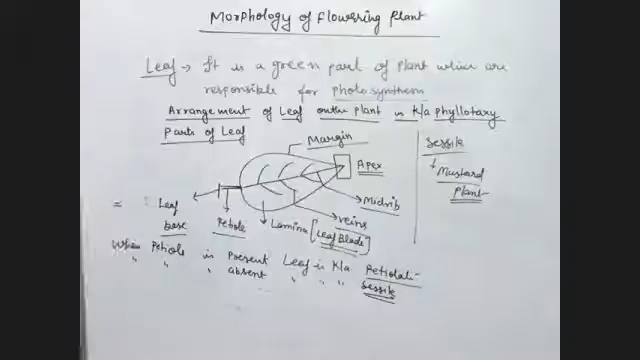 Morphology of Flowering Plant
Leaf → It is a green part of plant which are
responsible for photosynthem
Arrangement of Leaf on the plant is K/a phyllotaxy
Parts of Leaf
Margin
Apex
Midrib
veins
Lamina [Leaf Blade]
Petiole
= Leaf
base
When Petiole is Present Leaf is K/a Petiolate
" " " absent " " " Sessile
Sessile
↓ Mustard
Plant